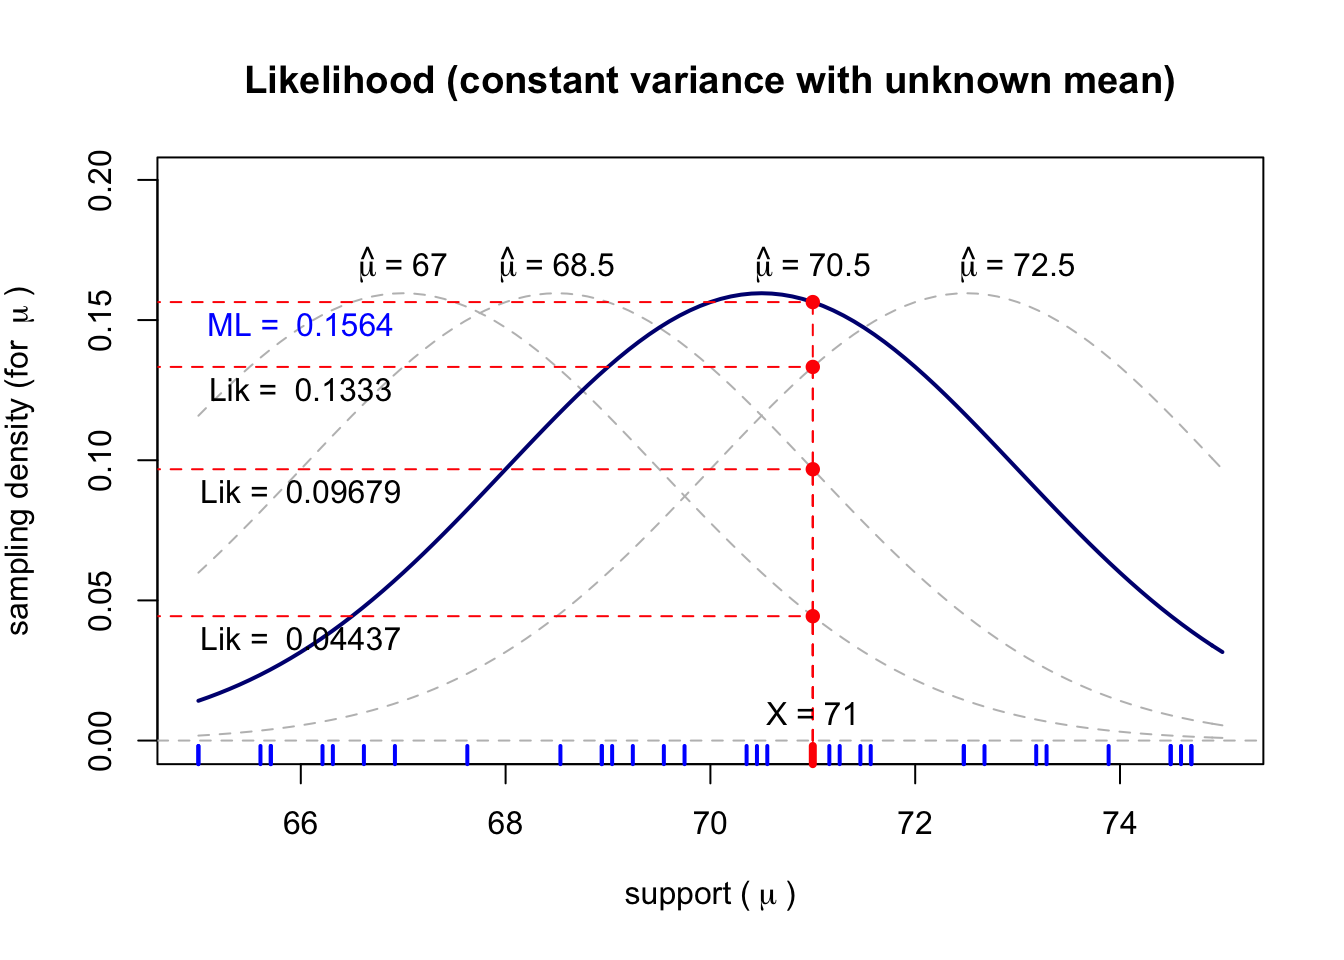 Likelihood (constant variance with unknown mean)
sampling density (for μ )
0.20
0.15
0.10
0.05
0.00
μ̂ = 67
μ̂ = 68.5
μ̂ = 70.5
μ̂ = 72.5
ML = 0.1564
Lik = 0.1333
Lik = 0.09679
Lik = 0.04437
X = 71
66 68 70 72 74
support ( μ )